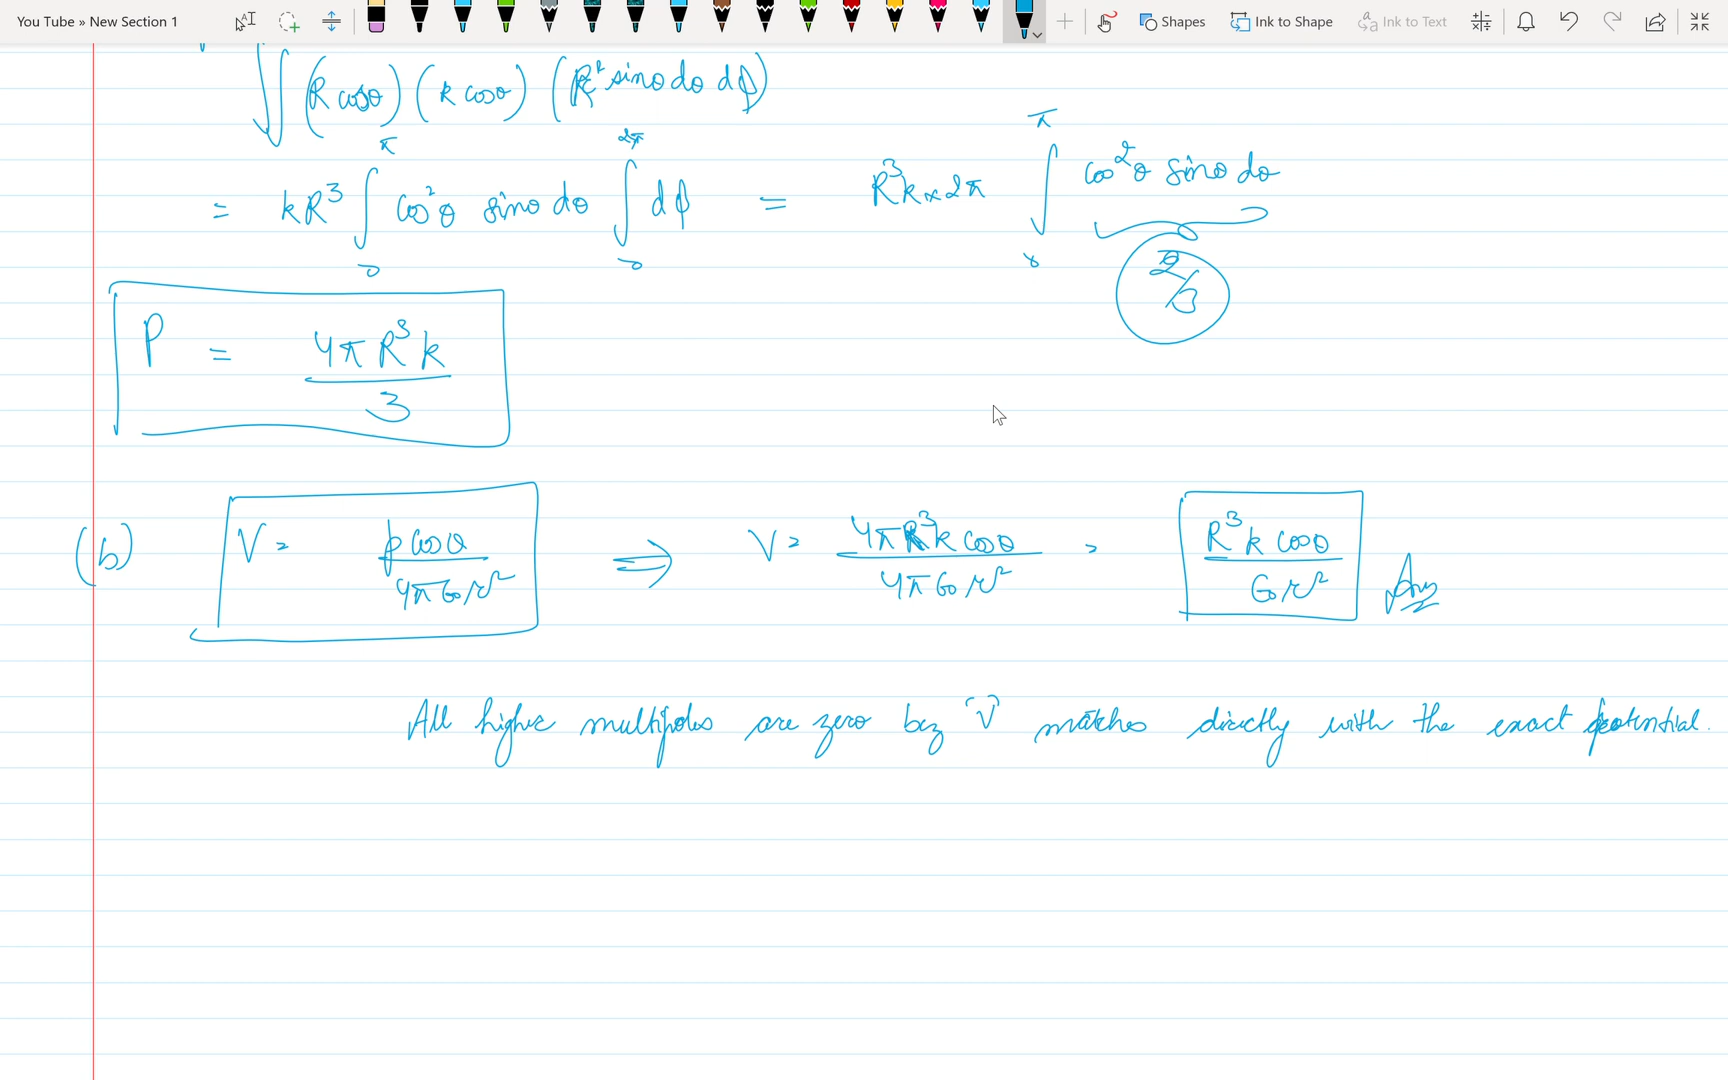 You Tube » New Section 1 Shapes Ink to Shape Ink to Text
∫∫ (R cosθ) (k cosθ) (R² sinθ dθ dφ)
= kR³ ∫₀^π cos²θ sinθ dθ ∫₀^2π dφ = R³k × 2π ∫₀^π cos²θ sinθ dθ
2/3
P = 4πR³k / 3
(b) V = p cosθ / 4πϵ₀r² ⇒ V = 4πR³k cosθ / 4πϵ₀r² = R³k cosθ / ϵ₀r² Ans
All higher multipoles are zero bcz 'V' matches directly with the exact potential.